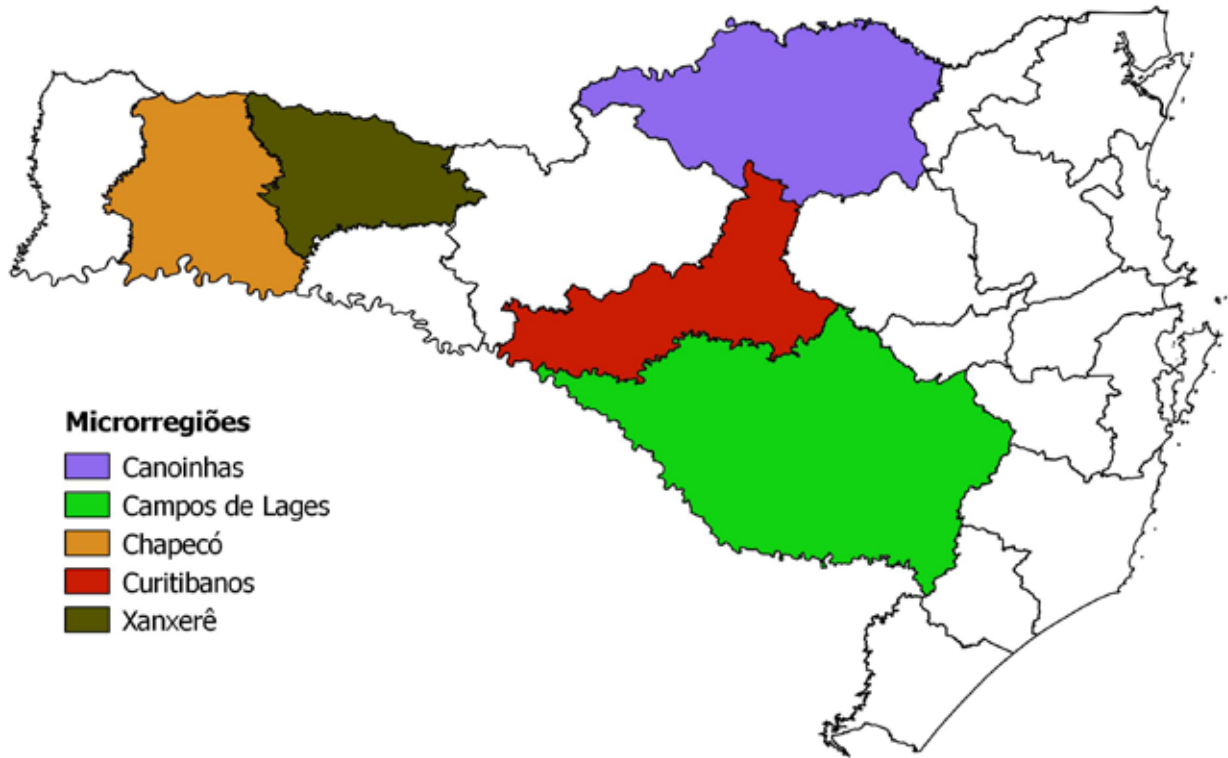 Microrregiões
Canoinhas
Campos de Lages
Chapecó
Curitibanos
Xanxerê